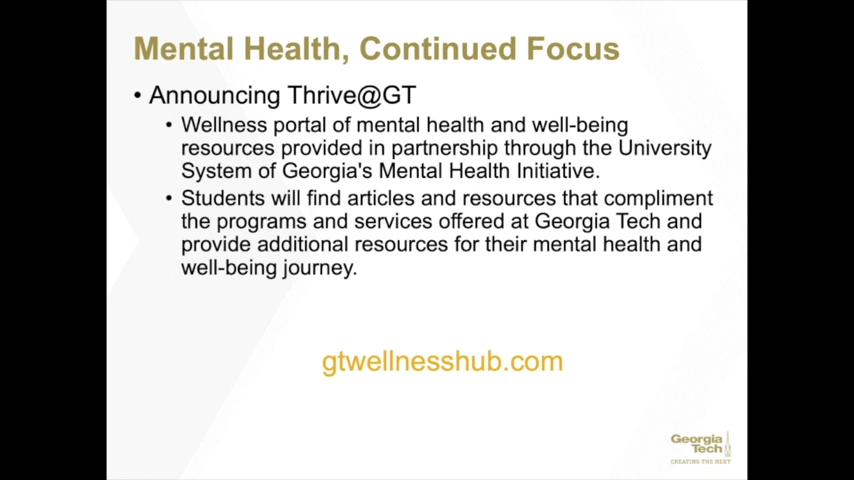 Mental Health, Continued Focus
• Announcing Thrive@GT
• Wellness portal of mental health and well-being
resources provided in partnership through the University
System of Georgia's Mental Health Initiative.
• Students will find articles and resources that compliment
the programs and services offered at Georgia Tech and
provide additional resources for their mental health and
well-being journey.
gtwellnesshub.com
Georgia
Tech
CREATING THE NEXT